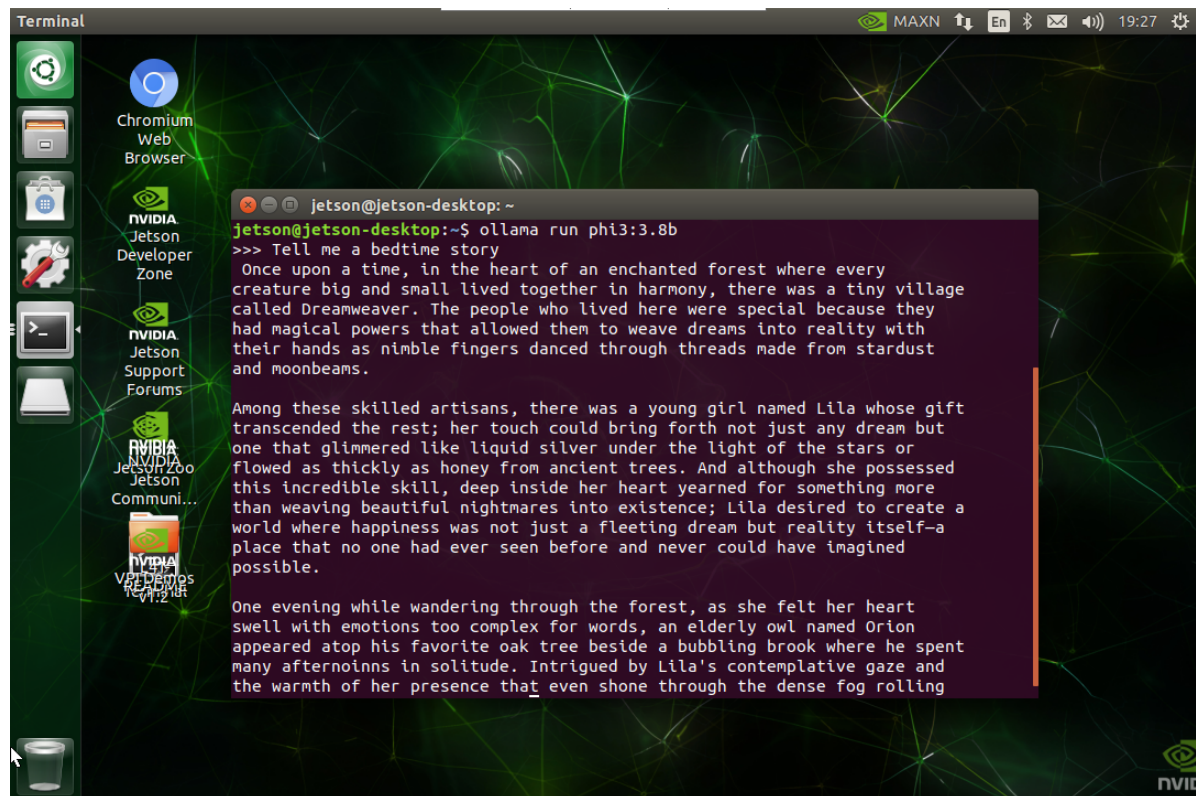 Terminal
MAXN
En
19:27
Chromium
Web
Browser
NVIDIA.
Jetson
Developer
Zone
NVIDIA.
Jetson
Support
Forums
NVIDIA
Jetson Zoo
Jetson
Communi...
VPI Demos
v1.2
jetson@jetson-desktop: ~
jetson@jetson-desktop:~$ ollama run phi3:3.8b
>>> Tell me a bedtime story
Once upon a time, in the heart of an enchanted forest where every
creature big and small lived together in harmony, there was a tiny village
called Dreamweaver. The people who lived here were special because they
had magical powers that allowed them to weave dreams into reality with
their hands as nimble fingers danced through threads made from stardust
and moonbeams.
Among these skilled artisans, there was a young girl named Lila whose gift
transcended the rest; her touch could bring forth not just any dream but
one that glimmered like liquid silver under the light of the stars or
flowed as thickly as honey from ancient trees. And although she possessed
this incredible skill, deep inside her heart yearned for something more
than weaving beautiful nightmares into existence; Lila desired to create a
world where happiness was not just a fleeting dream but reality itself—a
place that no one had ever seen before and never could have imagined
possible.
One evening while wandering through the forest, as she felt her heart
swell with emotions too complex for words, an elderly owl named Orion
appeared atop his favorite oak tree beside a bubbling brook where he spent
many afternoinns in solitude. Intrigued by Lila's contemplative gaze and
the warmth of her presence that even shone through the dense fog rolling